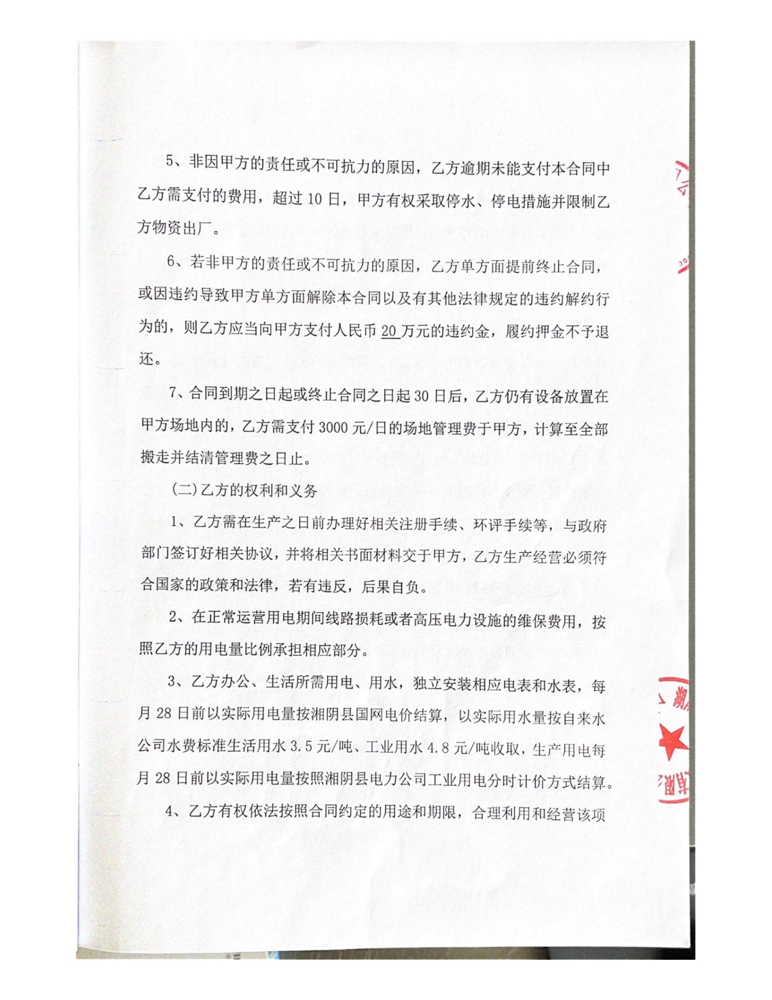 5、非因甲方的责任或不可抗力的原因，乙方逾期未能支付本合同中
乙方需支付的费用，超过 10 日，甲方有权采取停水、停电措施并限制乙
方物资出厂。
6、若非甲方的责任或不可抗力的原因，乙方单方面提前终止合同，
或因违约导致甲方单方面解除本合同以及有其他法律规定的违约解约行
为的，则乙方应当向甲方支付人民币 20 万元的违约金，履约押金不予退
还。
7、合同到期之日起或终止合同之日起 30 日后，乙方仍有设备放置在
甲方场地内的，乙方需支付 3000 元/日的场地管理费于甲方，计算至全部
搬走并结清管理费之日止。
(二)乙方的权利和义务
1、乙方需在生产之日前办理好相关注册手续、环评手续等，与政府
部门签订好相关协议，并将相关书面材料交于甲方，乙方生产经营必须符
合国家的政策和法律，若有违反，后果自负。
2、在正常运营用电期间线路损耗或者高压电力设施的维保费用，按
照乙方的用电量比例承担相应部分。
3、乙方办公、生活所需用电、用水，独立安装相应电表和水表，每
月 28 日前以实际用电量按湘阴县国网电价结算，以实际用水量按自来水
公司水费标准生活用水 3.5 元/吨、工业用水 4.8 元/吨收取，生产用电每
月 28 日前以实际用电量按照湘阴县电力公司工业用电分时计价方式结算。
4、乙方有权依法按照合同约定的用途和期限，合理利用和经营该项
湖
有限